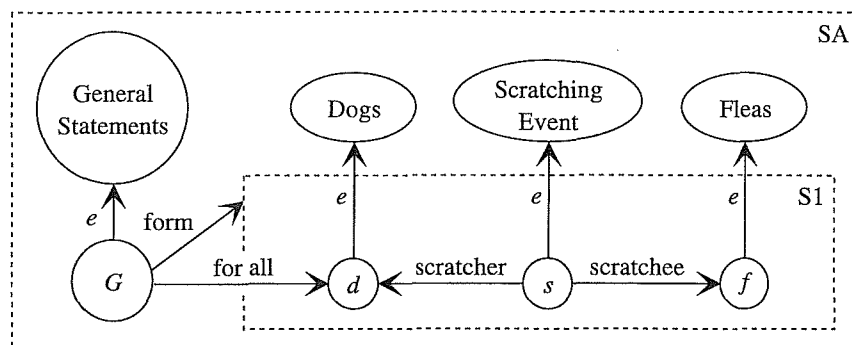 SA
General
Statements
Dogs
Scratching
Event
Fleas
S1
e
form
e
e
e
G
for all
d
scratcher
s
scratchee
f